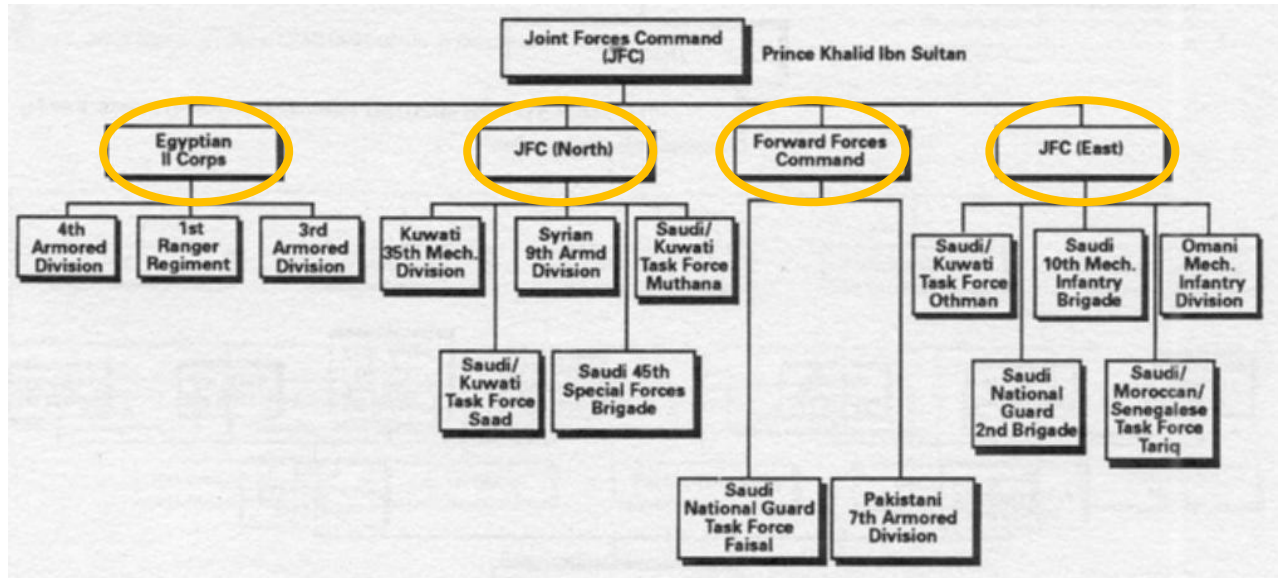 Joint Forces Command
(JFC)
Prince Khalid Ibn Sultan
Egyptian
II Corps
JFC (North)
Forward Forces
Command
JFC (East)
4th
Armored
Division
1st
Ranger
Regiment
3rd
Armored
Division
Kuwati
35th Mech.
Division
Syrian
9th Armd
Division
Saudi/
Kuwati
Task Force
Muthana
Saudi/
Kuwati
Task Force
Othman
Saudi
10th Mech.
Infantry
Brigade
Omani
Mech.
Infantry
Division
Saudi/
Kuwati
Task Force
Saad
Saudi 45th
Special Forces
Brigade
Saudi
National
Guard
2nd Brigade
Saudi/
Moroccan/
Senegalese
Task Force
Tariq
Saudi
National Guard
Task Force
Faisal
Pakistani
7th Armored
Division